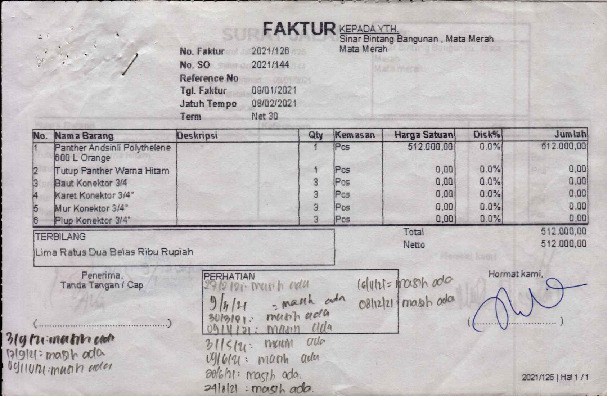 FAKTUR
KEPADA YTH.
Sinar Bintang Bangunan , Mata Merah
Mata Merah
No. Faktur 2021/126
No. SO 2021/144
Reference No
Tgl. Faktur 09/01/2021
Jatuh Tempo 09/02/2021
Term Net 30
No. Nama Barang Deskripsi Qty Kemasan Harga Satuan Disk% Jumlah
1 Panther Andsinli Polythelene 1 Pcs 512.000,00 0.0% 512.000,00
600 L Orange
2 Tutup Panther Warna Hitam 1 Pcs 0,00 0.0% 0,00
3 Baut Konektor 3/4 3 Pcs 0,00 0.0% 0,00
4 Karet Konektor 3/4" 3 Pcs 0,00 0.0% 0,00
5 Mur Konektor 3/4" 3 Pcs 0,00 0.0% 0,00
6 Plup Konektor 3/4" 3 Pcs 0,00 0.0% 0,00
Total 512.000,00
Netto 512.000,00
TERBILANG
Lima Ratus Dua Belas Ribu Rupiah
Penerima,
Tanda Tangan / Cap
PERHATIAN
masih ada
9/4/21 : masih ada
masih ada
masih ada
masih ada
masih ada
masih ada
masih ada.
masih ada
08/12/21 masih ada
Hormat kami,
3/9/21: masih ada
masih ada
masih ada
2021/126 | Hal 1 / 1